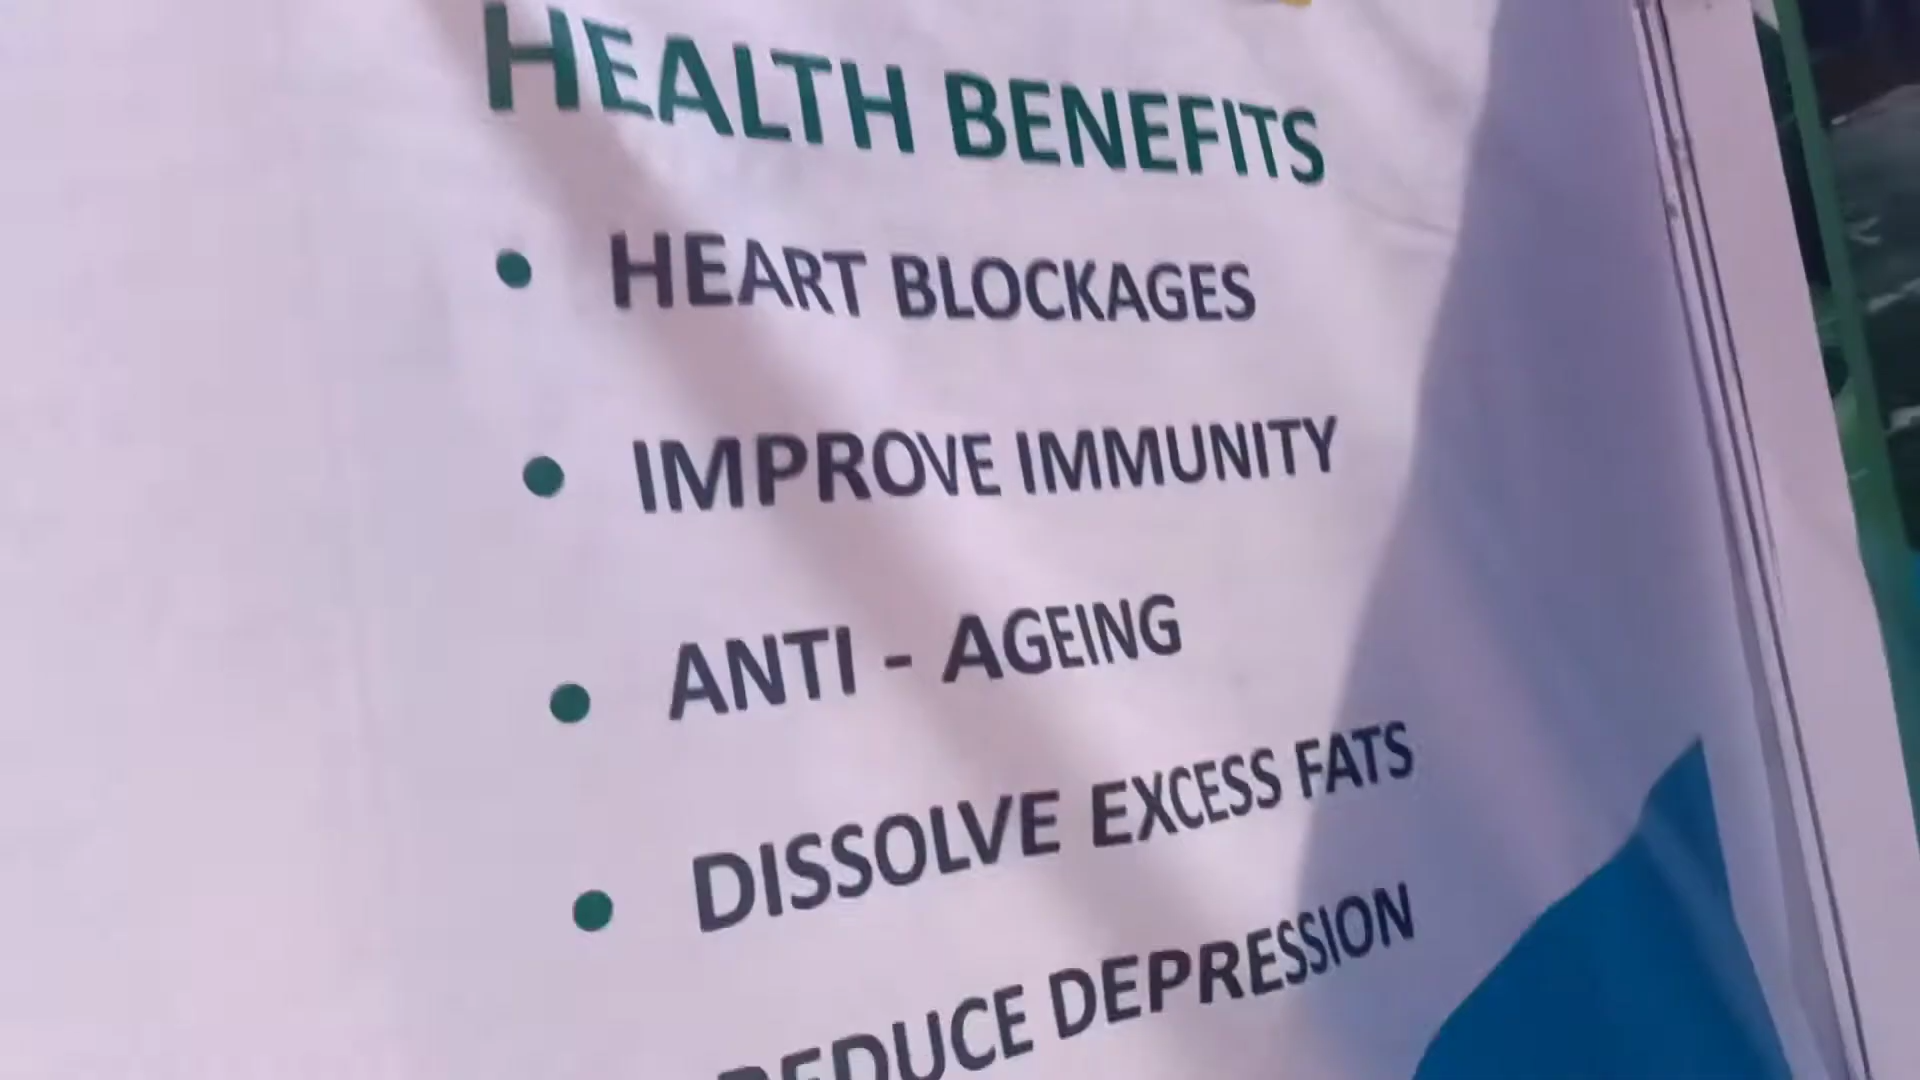 HEALTH BENEFITS
• HEART BLOCKAGES
• IMPROVE IMMUNITY
• ANTI - AGEING
• DISSOLVE EXCESS FATS
REDUCE DEPRESSION